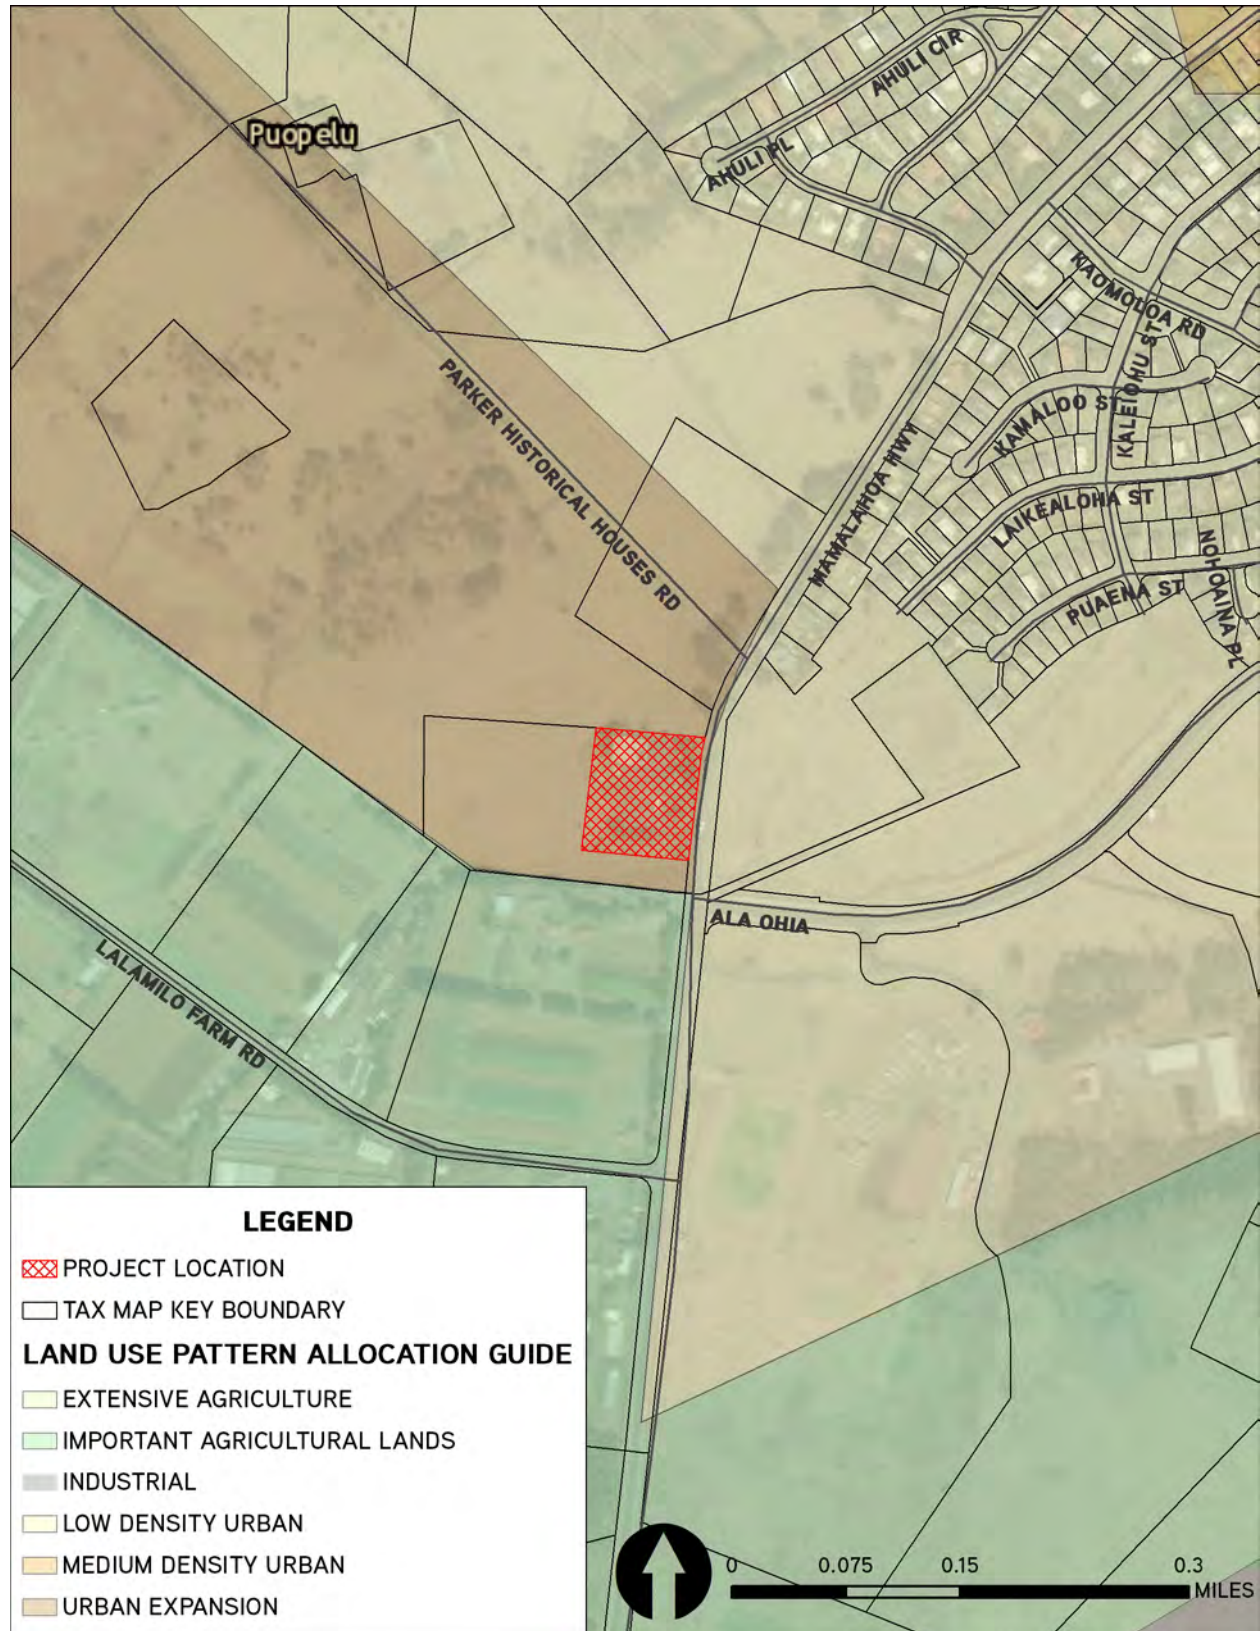 AHULI CIR
Puopelu
AHULI PL
KAOMOLOA RD
KALEIOHU ST
PARKER HISTORICAL HOUSES RD
KAMALOO ST
MAMALAHOA HWY
LAIKEALOHA ST
NOHOAINA PL
PUAENA ST
ALA OHIA
LALAMILO FARM RD
LEGEND
PROJECT LOCATION
TAX MAP KEY BOUNDARY
LAND USE PATTERN ALLOCATION GUIDE
EXTENSIVE AGRICULTURE
IMPORTANT AGRICULTURAL LANDS
INDUSTRIAL
LOW DENSITY URBAN
MEDIUM DENSITY URBAN
URBAN EXPANSION
0 0.075 0.15 0.3
MILES